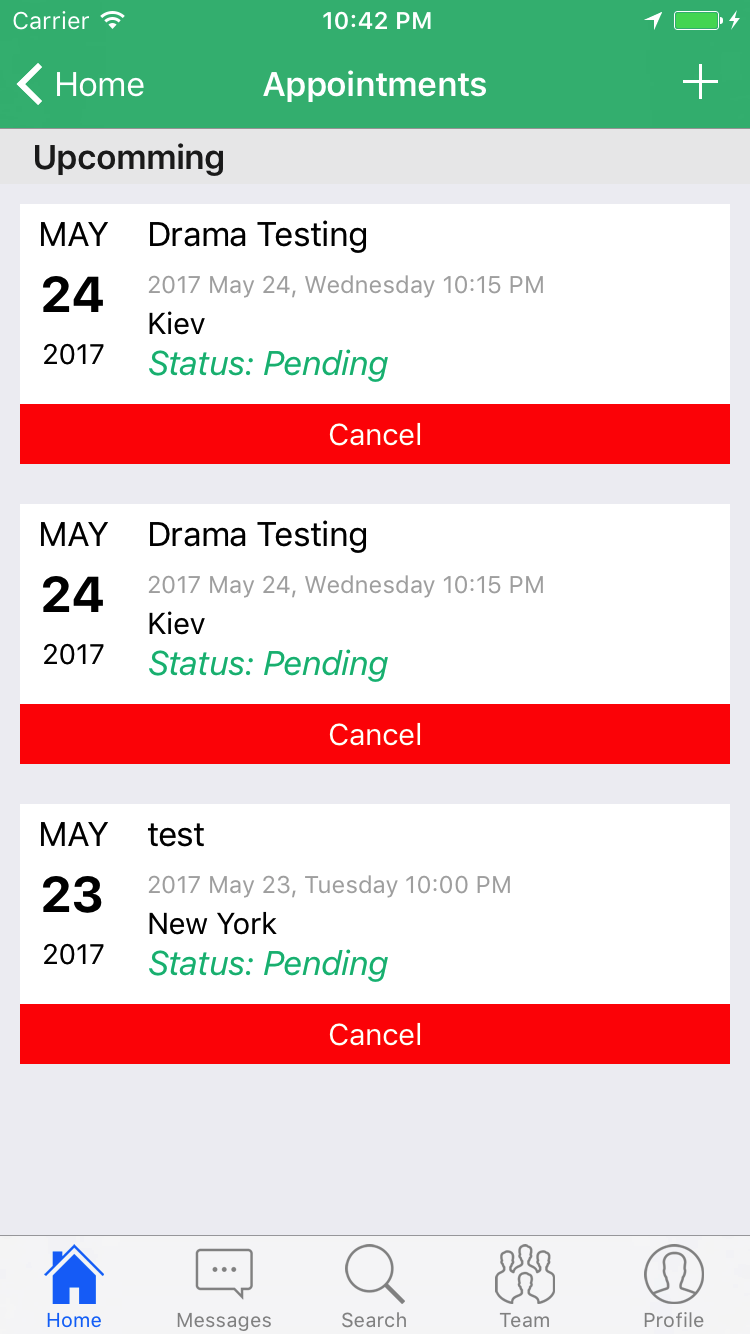 Carrier 10:42 PM
Home Appointments
Upcomming
MAY Drama Testing
24 2017 May 24, Wednesday 10:15 PM
Kiev
2017 Status: Pending
Cancel
MAY Drama Testing
24 2017 May 24, Wednesday 10:15 PM
Kiev
2017 Status: Pending
Cancel
MAY test
23 2017 May 23, Tuesday 10:00 PM
New York
2017 Status: Pending
Cancel
Home Messages Search Team Profile